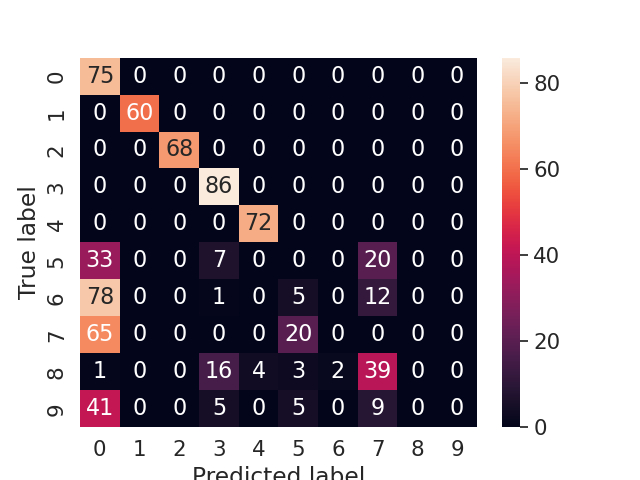 0 75 0 0 0 0 0 0 0 0 0
1 0 60 0 0 0 0 0 0 0 0
2 0 0 68 0 0 0 0 0 0 0
3 0 0 0 86 0 0 0 0 0 0
4 0 0 0 0 72 0 0 0 0 0
5 33 0 0 7 0 0 0 20 0 0
6 78 0 0 1 0 5 0 12 0 0
7 65 0 0 0 0 20 0 0 0 0
8 1 0 0 16 4 3 2 39 0 0
9 41 0 0 5 0 5 0 9 0 0
True label
0 1 2 3 4 5 6 7 8 9
Predicted label
80
60
40
20
0